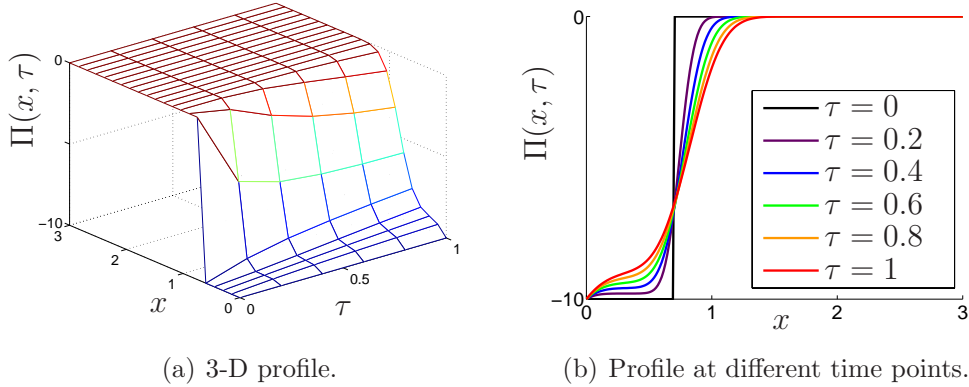 0
−10
3
2
1
0
0
0.5
1
Π(x, τ)
x
τ
(a) 3-D profile.
0
−10
0
1
2
3
Π(x, τ)
x
τ = 0
τ = 0.2
τ = 0.4
τ = 0.6
τ = 0.8
τ = 1
(b) Profile at different time points.